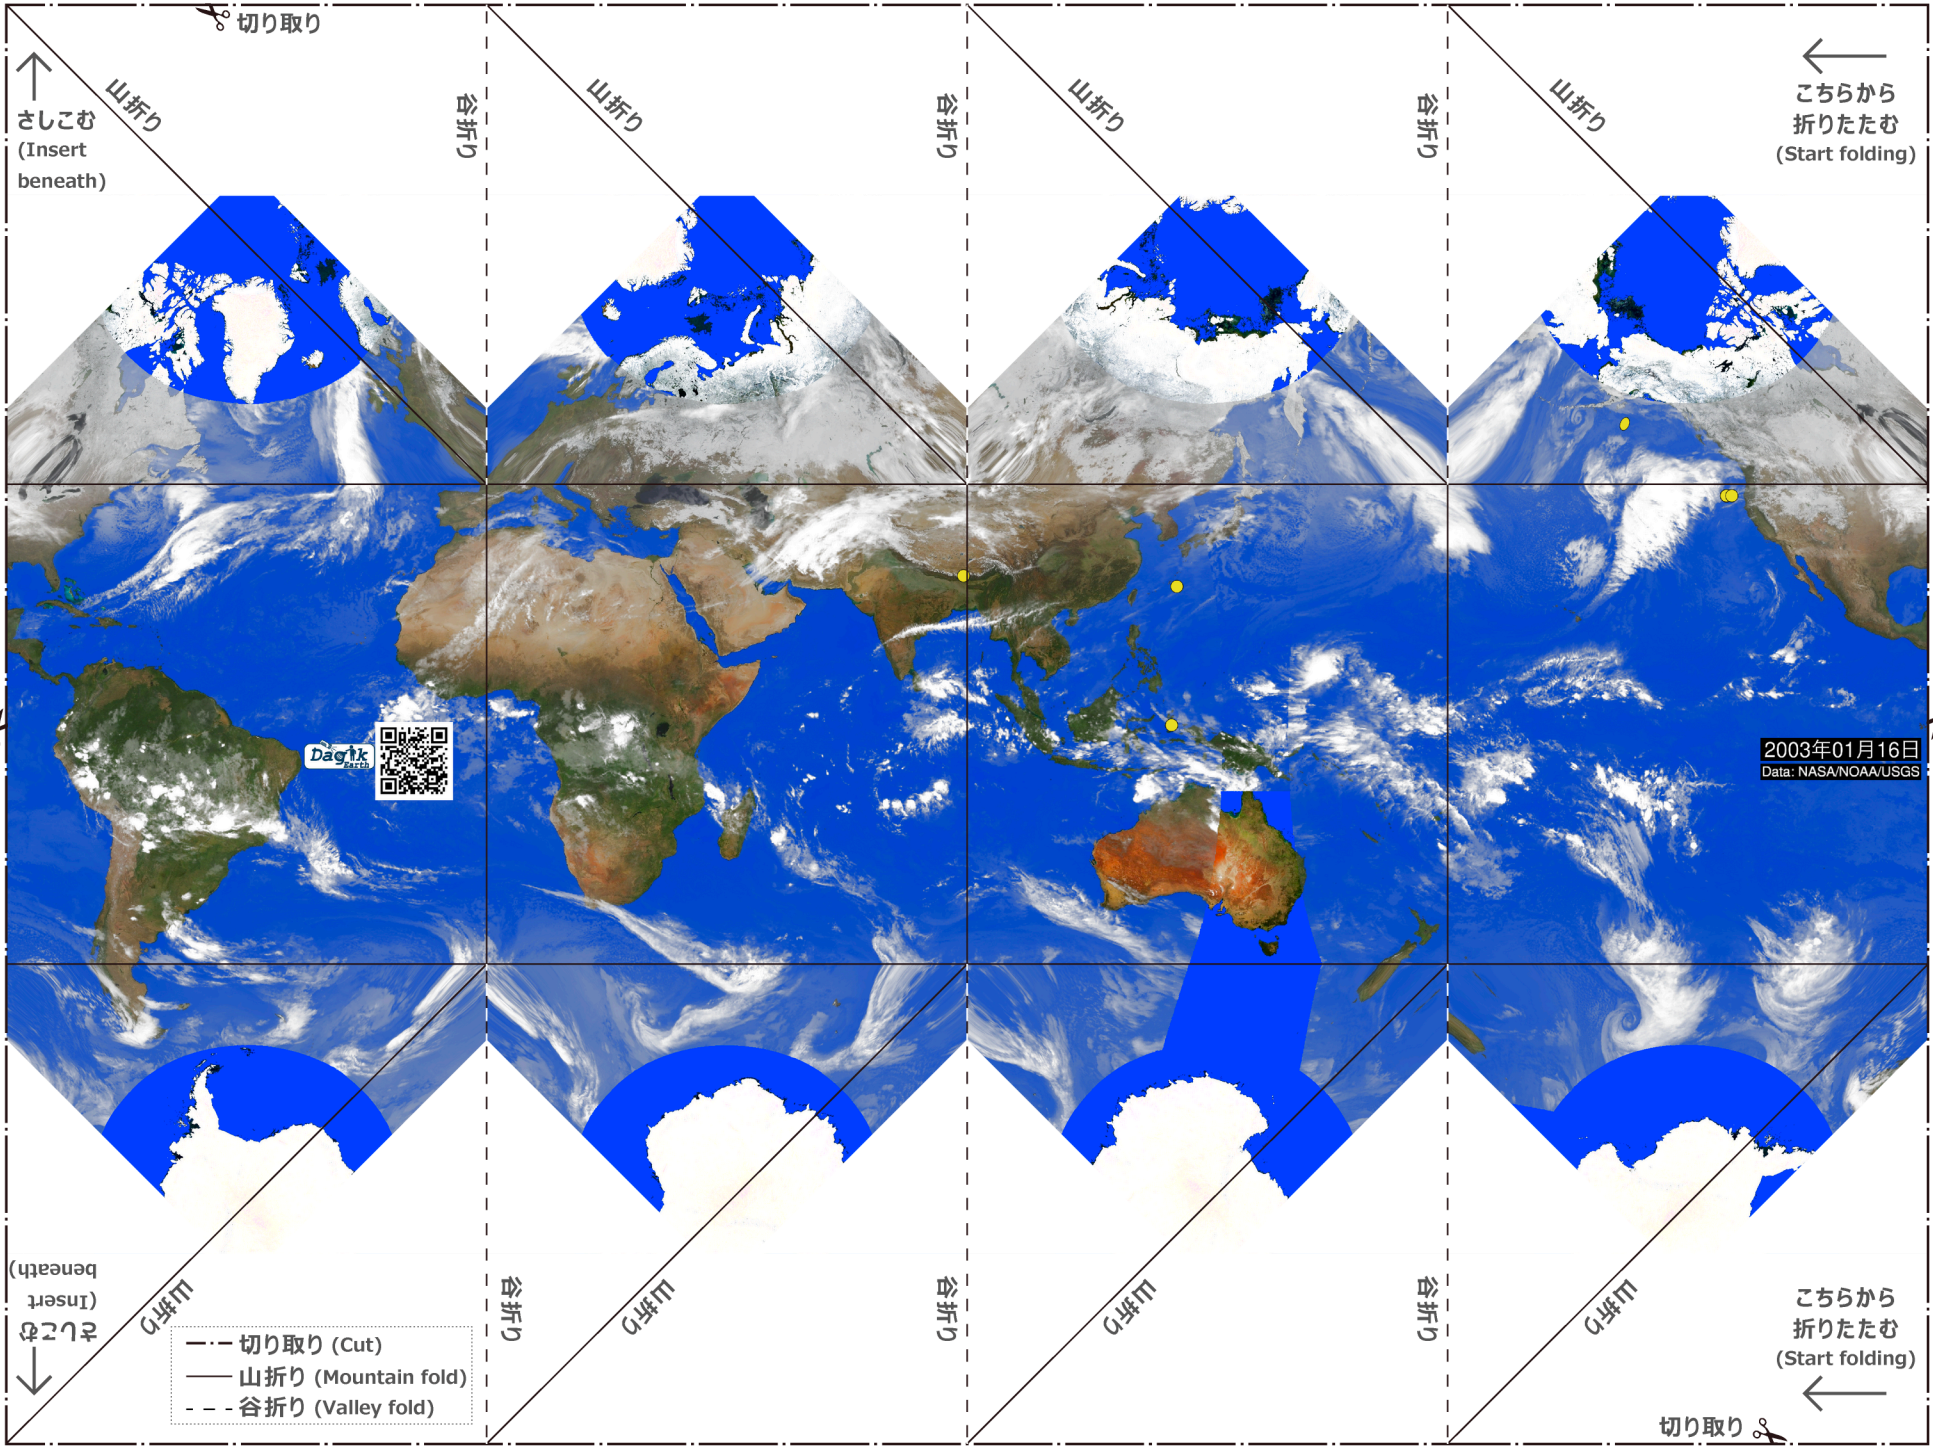 切り取り
さしこむ
(Insert
beneath)
山折り
谷折り
山折り
谷折り
山折り
谷折り
山折り
こちらから
折りたたむ
(Start folding)
Dagik
Earth
2003年01月16日
Data: NASA/NOAA/USGS
さしこむ
(Insert
beneath)
山折り
谷折り
山折り
谷折り
山折り
谷折り
山折り
こちらから
折りたたむ
(Start folding)
切り取り (Cut)
山折り (Mountain fold)
谷折り (Valley fold)
切り取り